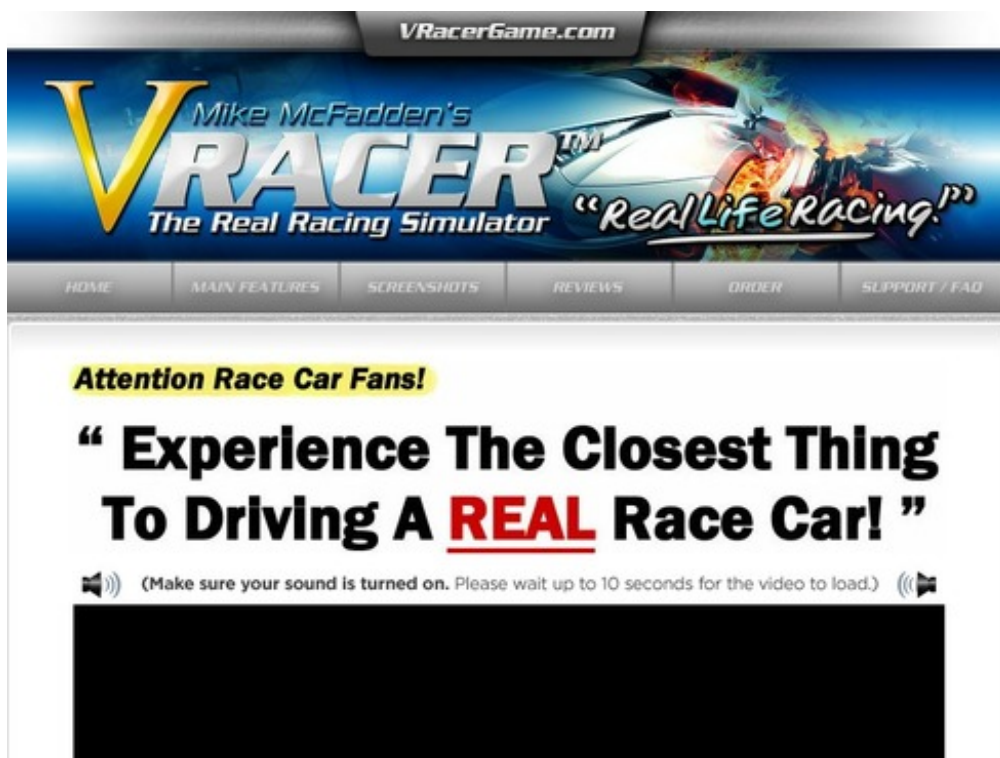 VRacerGame.com
Mike McFadden's
VRACER™
The Real Racing Simulator
“Real Life Racing!”
HOME MAIN FEATURES SCREENSHOTS REVIEWS ORDER SUPPORT / FAQ
Attention Race Car Fans!
“ Experience The Closest Thing
To Driving A REAL Race Car! ”
(Make sure your sound is turned on. Please wait up to 10 seconds for the video to load.)